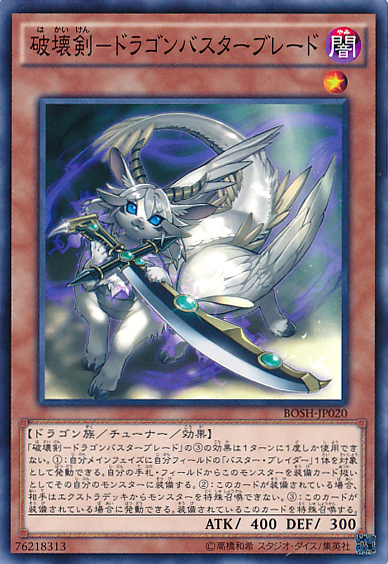 は かい けん
破壊剣－ドラゴンバスターブレード
やみ
闇
BOSH-JP020
【ドラゴン族／チューナー／効果】
「破壊剣－ドラゴンバスターブレード」の③の効果は１ターンに１度しか使用でき
ない。①：自分メインフェイズに自分フィールドの「バスター・ブレイダー」１体を対象
として発動できる。自分の手札・フィールドからこのモンスターを装備カード扱い
としてその自分のモンスターに装備する。②：このカードが装備されている場合、
相手はエクストラデッキからモンスターを特殊召喚できない。③：このカードが
装備されている場合に発動できる。装備されているこのカードを特殊召喚する。
ATK/ 400 DEF/ 300
76218313
©高橋和希 スタジオ・ダイス/集英社